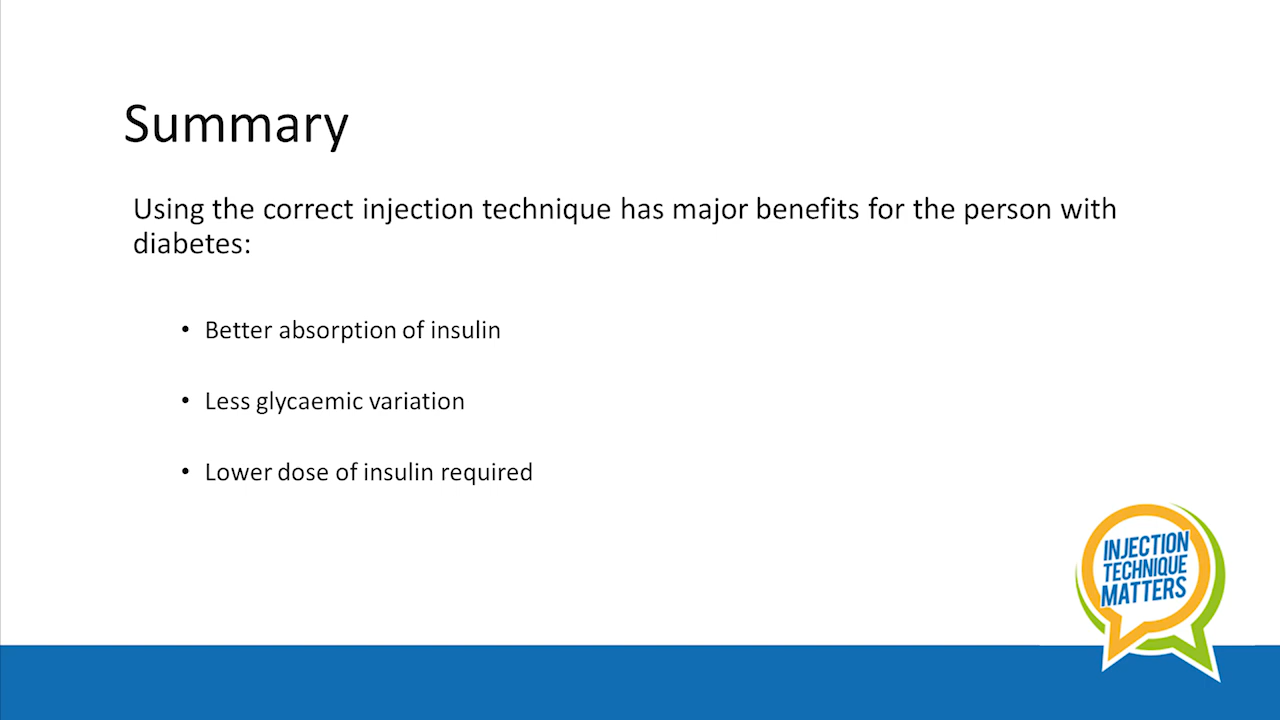 Summary
Using the correct injection technique has major benefits for the person with
diabetes:
• Better absorption of insulin
• Less glycaemic variation
• Lower dose of insulin required
INJECTION
TECHNIQUE
MATTERS